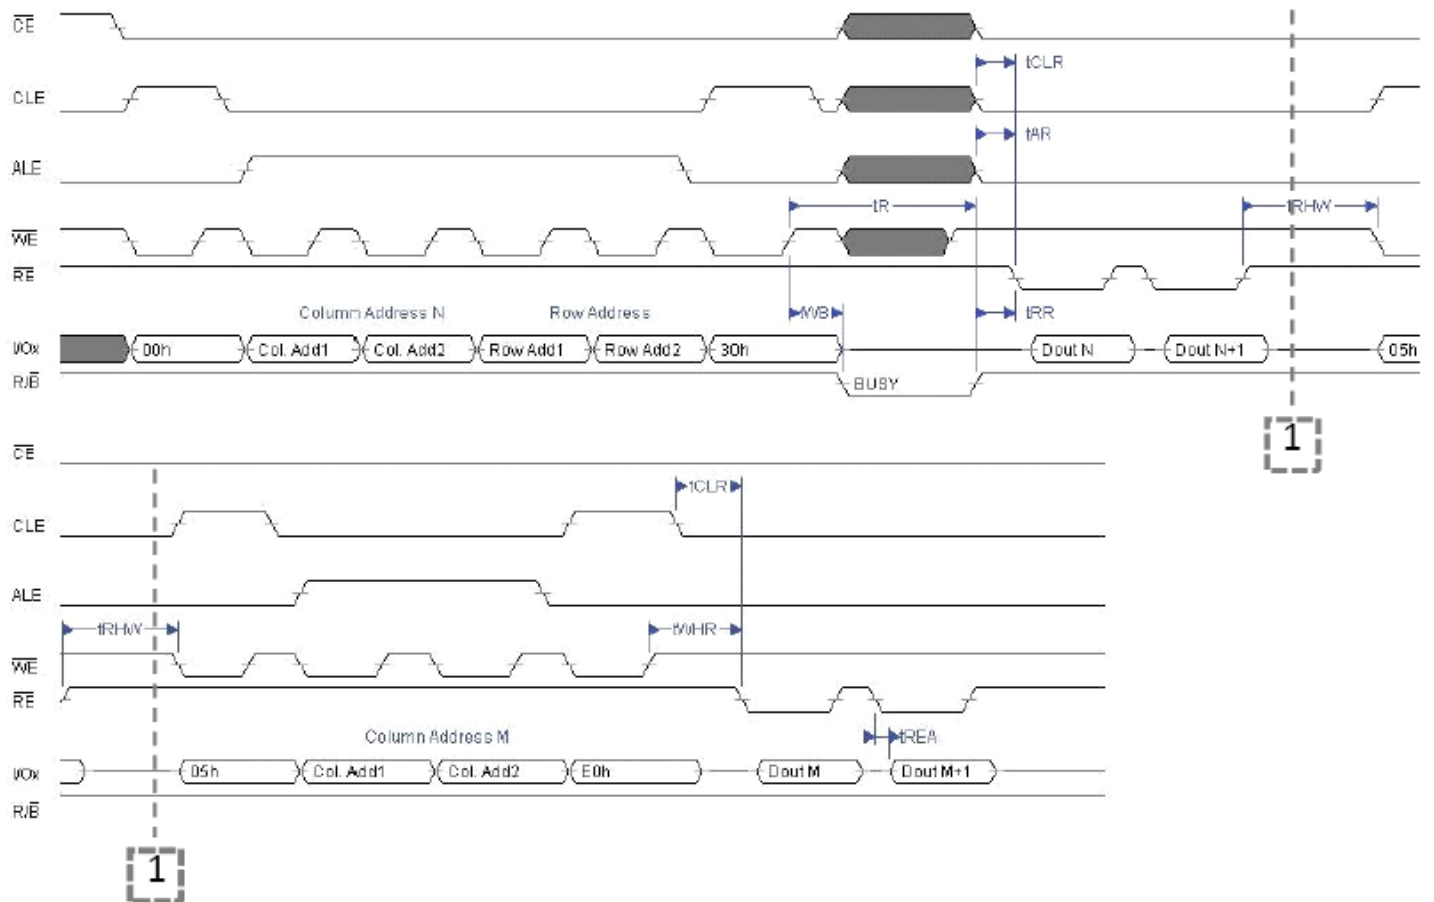 CE
tCLR
CLE
tAR
ALE
tR
tRHW
WE
RE
Column Address N Row Address tWB tRR
I/Ox 00h Col. Add1 Col. Add2 Row Add1 Row Add2 30h Dout N Dout N+1 05h
R/B BUSY
1
CE
tCLR
CLE
ALE
tRHW tWHR
WE
RE
Column Address M tREA
I/Ox 05h Col. Add1 Col. Add2 E0h Dout M Dout M+1
R/B
1